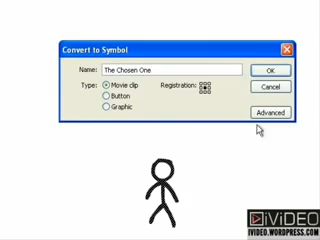 Convert to Symbol
Name: The Chosen One
OK
Type: Movie clip
Registration:
Cancel
Button
Graphic
Advanced
iViDEO
IVIDEO.WORDPRESS.COM